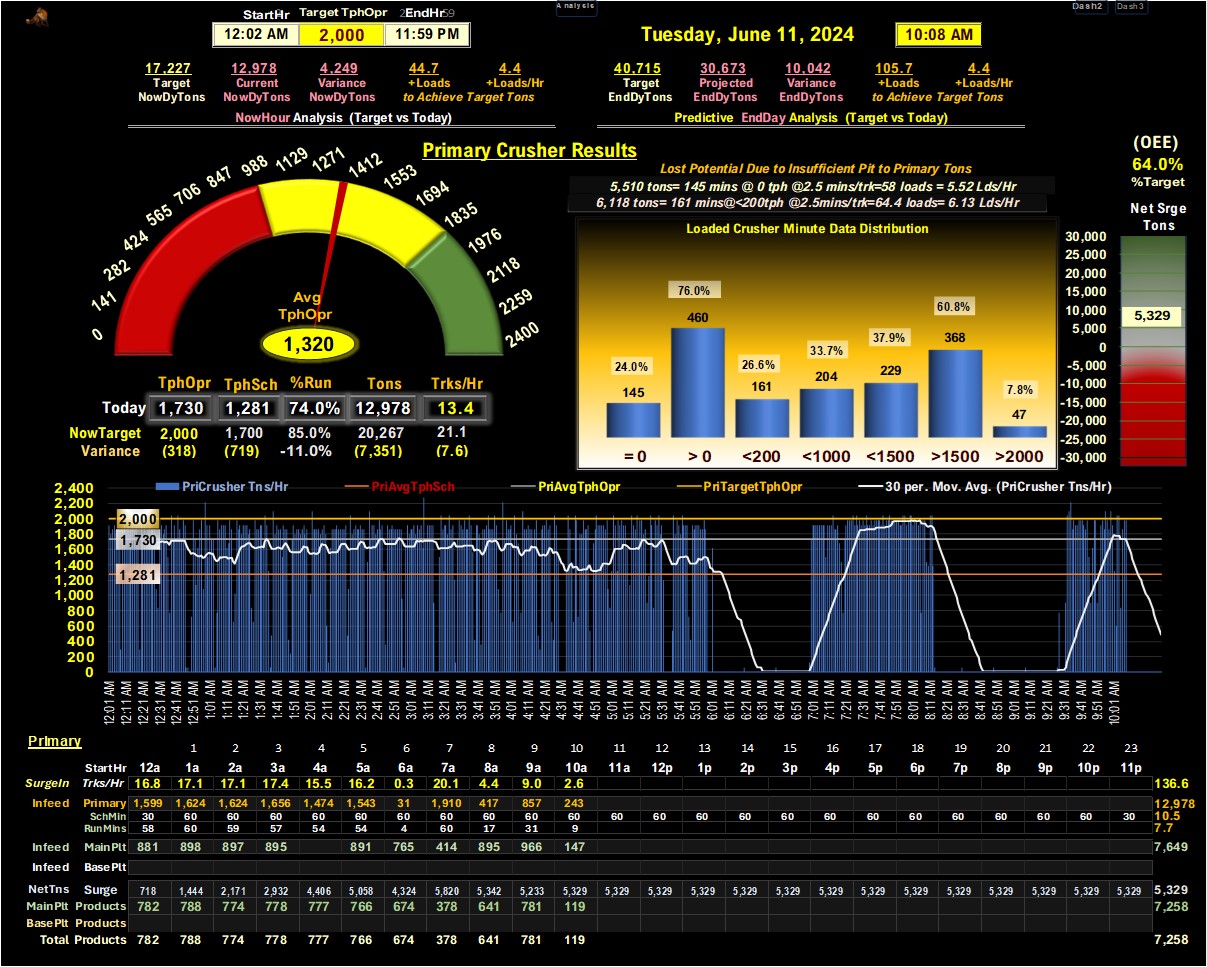 Analysis
Dash2 Dash3
StartHr Target TphOpr EndHr
12:02 AM 2,000 11:59 PM
Tuesday, June 11, 2024 10:08 AM
17,227 12,978 4,249 44.7 4.4
Target Current Variance +Loads +Loads/Hr
NowDyTons NowDyTons NowDyTons to Achieve Target Tons
NowHour Analysis (Target vs Today)
40,715 30,673 10,042 105.7 4.4
Target Projected Variance +Loads +Loads/Hr
EndDyTons EndDyTons EndDyTons to Achieve Target Tons
Predictive EndDay Analysis (Target vs Today)
Primary Crusher Results
0 141 282 424 565 706 847 988 1129 1271 1412 1553 1694 1835 1976 2118 2259 2400
Avg
TphOpr
1,320
TphOpr TphSch %Run Tons Trks/Hr
Today 1,730 1,281 74.0% 12,978 13.4
NowTarget 2,000 1,700 85.0% 20,267 21.1
Variance (318) (719) -11.0% (7,351) (7.6)
Lost Potential Due to Insufficient Pit to Primary Tons
5,510 tons= 145 mins @ 0 tph @2.5 mins/trk=58 loads = 5.52 Lds/Hr
6,118 tons= 161 mins@<200tph @2.5mins/trk=64.4 loads= 6.13 Lds/Hr
Loaded Crusher Minute Data Distribution
24.0% 76.0% 26.6% 33.7% 37.9% 60.8% 7.8%
145 460 161 204 229 368 47
= 0 > 0 <200 <1000 <1500 >1500 >2000
(OEE)
64.0%
%Target
Net Srge
Tons
30,000
25,000
20,000
15,000
10,000
5,000
0
-5,000
-10,000
-15,000
-20,000
-25,000
-30,000
5,329
PriCrusher Tns/Hr PriAvgTphSch PriAvgTphOpr PriTargetTphOpr 30 per. Mov. Avg. (PriCrusher Tns/Hr)
2,400
2,200
2,000
1,800
1,600
1,400
1,200
1,000
800
600
400
200
0
2,000
1,730
1,281
12:01 AM 12:11 AM 12:21 AM 12:31 AM 12:41 AM 12:51 AM 1:01 AM 1:11 AM 1:21 AM 1:31 AM 1:41 AM 1:51 AM 2:01 AM 2:11 AM 2:21 AM 2:31 AM 2:41 AM 2:51 AM 3:01 AM 3:11 AM 3:21 AM 3:31 AM 3:41 AM 3:51 AM 4:01 AM 4:11 AM 4:21 AM 4:31 AM 4:41 AM 4:51 AM 5:01 AM 5:11 AM 5:21 AM 5:31 AM 5:41 AM 5:51 AM 6:01 AM 6:11 AM 6:21 AM 6:31 AM 6:41 AM 6:51 AM 7:01 AM 7:11 AM 7:21 AM 7:31 AM 7:41 AM 7:51 AM 8:01 AM 8:11 AM 8:21 AM 8:31 AM 8:41 AM 8:51 AM 9:01 AM 9:11 AM 9:21 AM 9:31 AM 9:41 AM 9:51 AM 10:01 AM
Primary
1 2 3 4 5 6 7 8 9 10 11 12 13 14 15 16 17 18 19 20 21 22 23
StartHr 12a 1a 2a 3a 4a 5a 6a 7a 8a 9a 10a 11a 12p 1p 2p 3p 4p 5p 6p 7p 8p 9p 10p 11p
SurgeIn Trks/Hr 16.8 17.1 17.1 17.4 15.5 16.2 0.3 20.1 4.4 9.0 2.6 136.6
Infeed Primary 1,599 1,624 1,624 1,656 1,474 1,543 31 1,910 417 857 243 12,978
SchMin 30 60 60 60 60 60 60 60 60 60 60 60 60 60 60 60 60 60 60 60 60 60 60 30 10.5
RunMins 58 60 59 57 54 54 4 60 17 31 9 7.7
Infeed MainPlt 881 898 897 895 891 765 414 895 966 147 7,649
Infeed BasePlt
NetTns Surge 718 1,444 2,171 2,932 4,406 5,058 4,324 5,820 5,342 5,233 5,329 5,329 5,329 5,329 5,329 5,329 5,329 5,329 5,329 5,329 5,329 5,329 5,329 5,329 5,329
MainPlt Products 782 788 774 778 777 766 674 378 641 781 119 7,258
BasePlt Products
Total Products 782 788 774 778 777 766 674 378 641 781 119 7,258